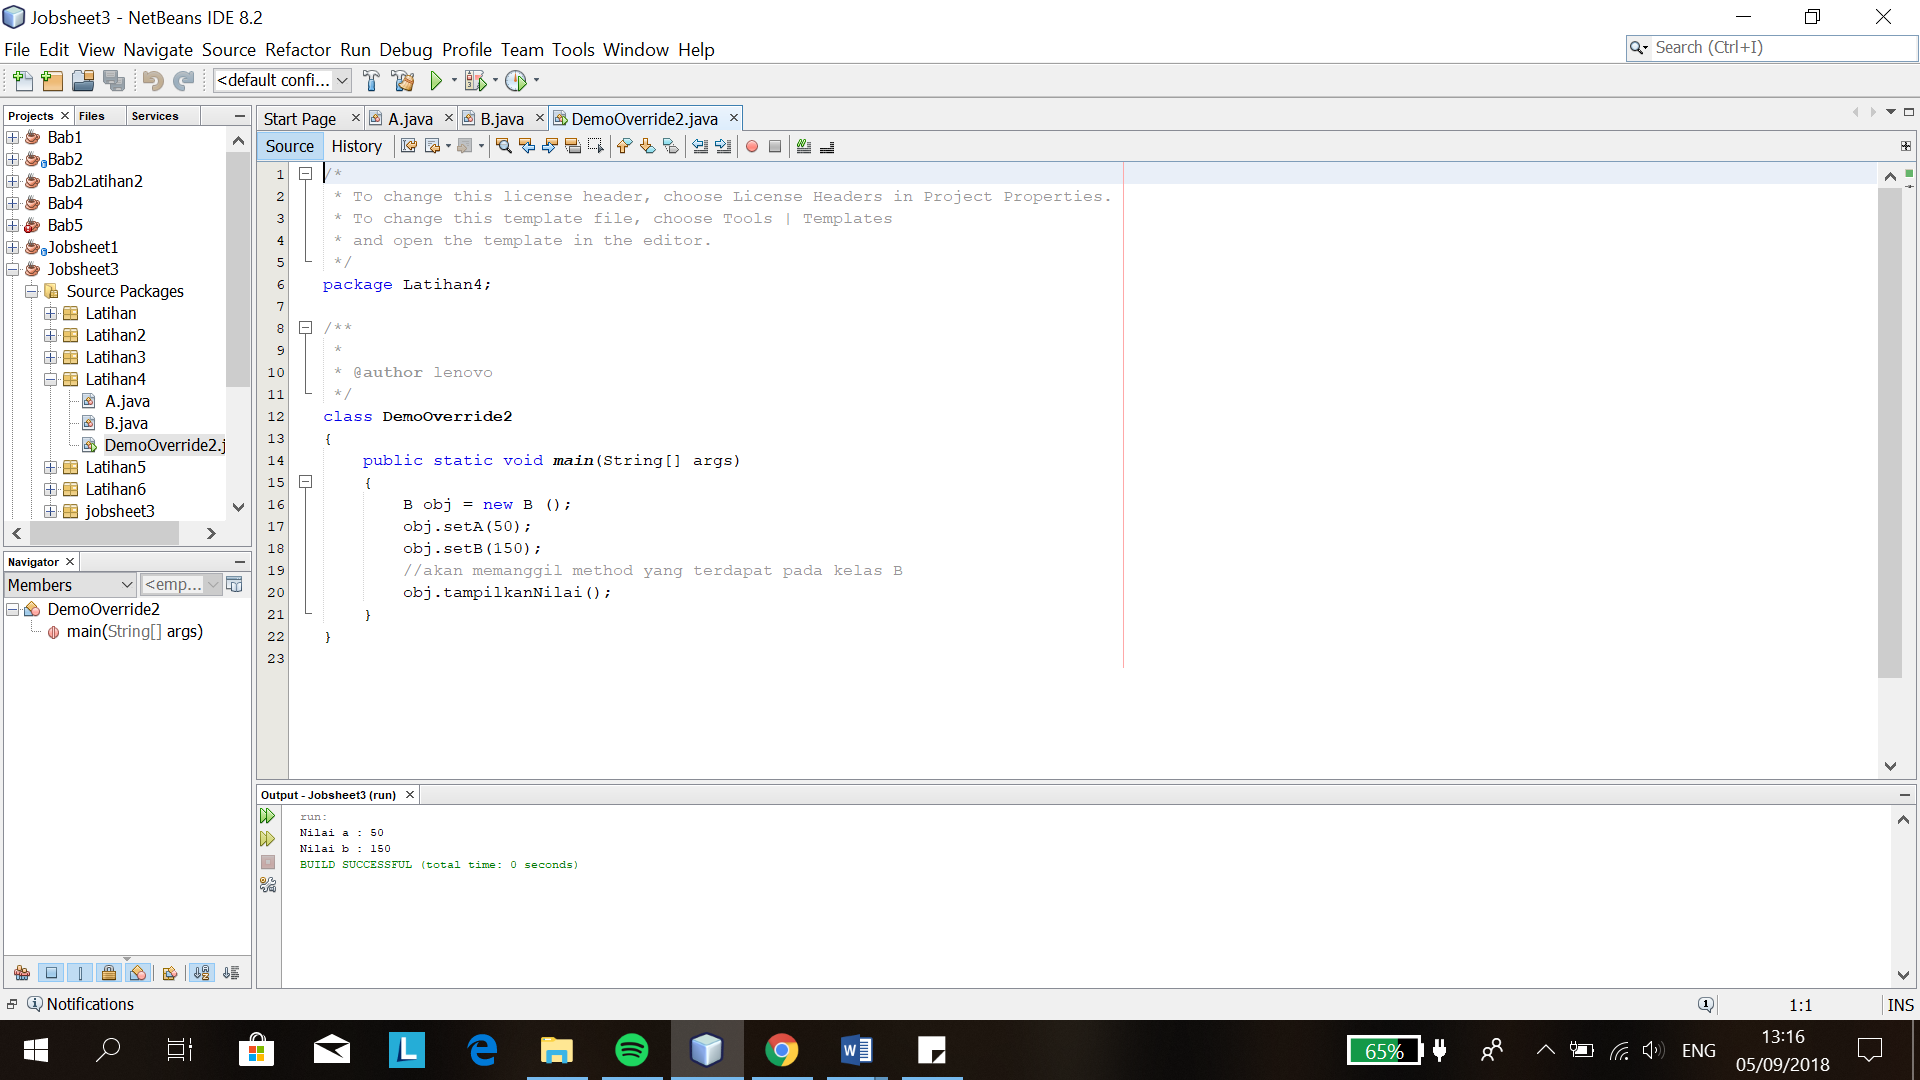 Jobsheet3 - NetBeans IDE 8.2
File Edit View Navigate Source Refactor Run Debug Profile Team Tools Window Help
Search (Ctrl+I)
<default confi...
Projects Files Services
Bab1
Bab2
Bab2Latihan2
Bab4
Bab5
Jobsheet1
Jobsheet3
Source Packages
Latihan
Latihan2
Latihan3
Latihan4
A.java
B.java
DemoOverride2.j
Latihan5
Latihan6
jobsheet3
Navigator
Members <emp...
DemoOverride2
main(String[] args)
Start Page A.java B.java DemoOverride2.java
Source History
1 /*
2 * To change this license header, choose License Headers in Project Properties.
3 * To change this template file, choose Tools | Templates
4 * and open the template in the editor.
5 */
6 package Latihan4;
7
8 /**
9 *
10 * @author lenovo
11 */
12 class DemoOverride2
13 {
14 public static void main(String[] args)
15 {
16 B obj = new B ();
17 obj.setA(50);
18 obj.setB(150);
19 //akan memanggil method yang terdapat pada kelas B
20 obj.tampilkanNilai();
21 }
22 }
23
Output - Jobsheet3 (run)
run:
Nilai a : 50
Nilai b : 150
BUILD SUCCESSFUL (total time: 0 seconds)
Notifications
1:1 INS
65%
ENG
13:16
05/09/2018